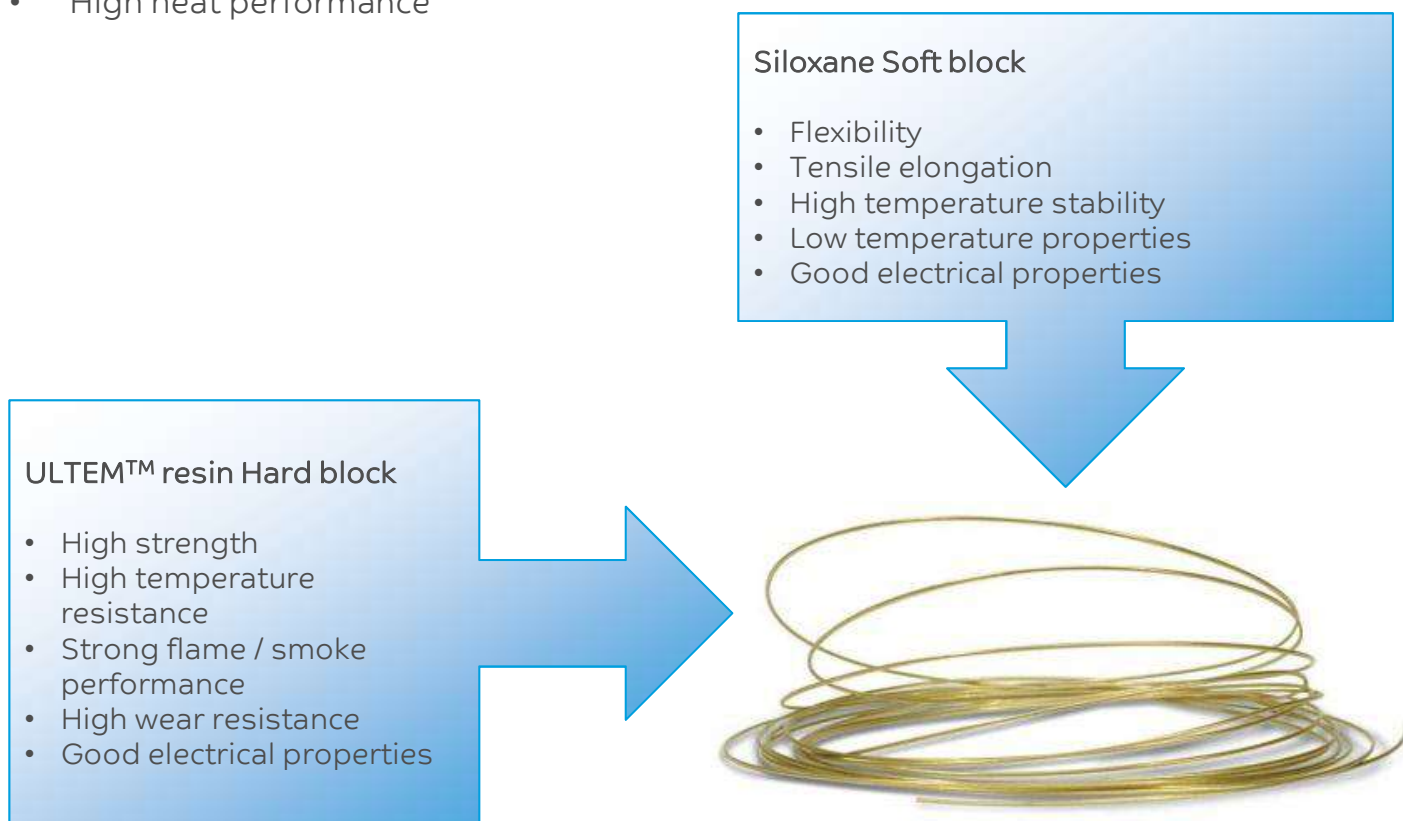 • High heat performance
Siloxane Soft block
• Flexibility
• Tensile elongation
• High temperature stability
• Low temperature properties
• Good electrical properties
ULTEM™ resin Hard block
• High strength
• High temperature
resistance
• Strong flame / smoke
performance
• High wear resistance
• Good electrical properties